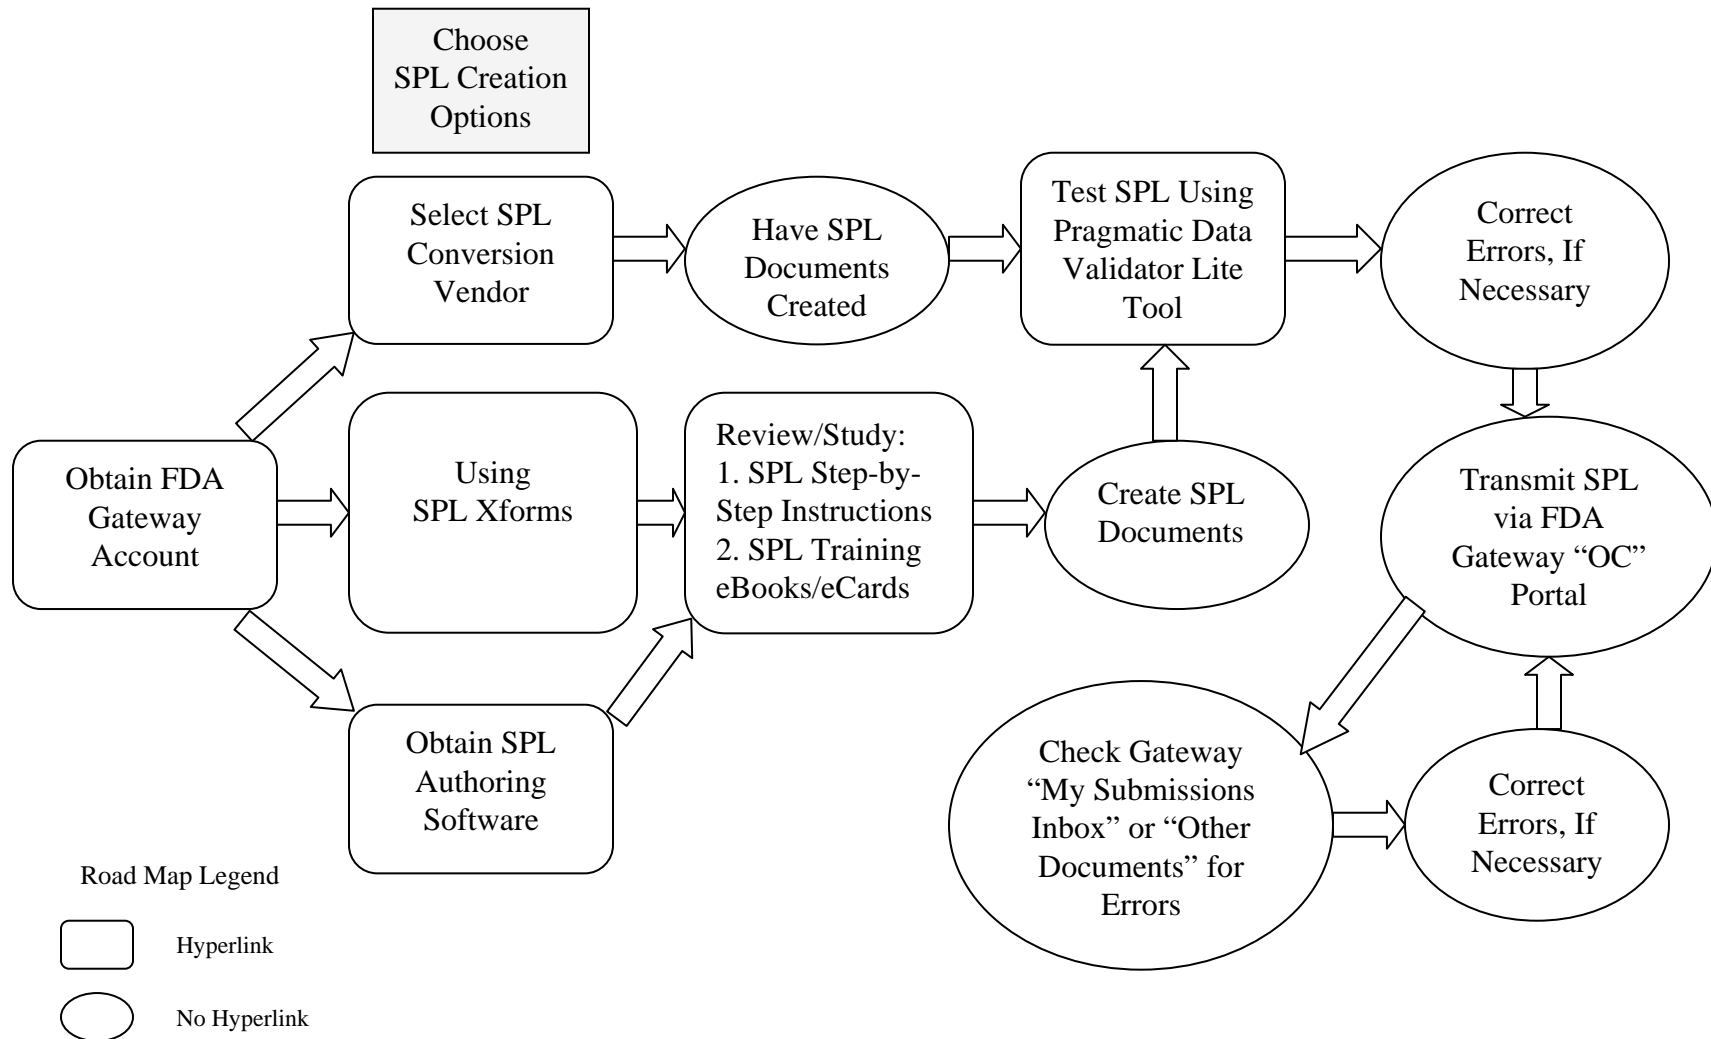 Choose
SPL Creation
Options
Select SPL
Conversion
Vendor
Have SPL
Documents
Created
Test SPL Using
Pragmatic Data
Validator Lite
Tool
Correct
Errors, If
Necessary
Obtain FDA
Gateway
Account
Using
SPL Xforms
Review/Study:
1. SPL Step-by-
Step Instructions
2. SPL Training
eBooks/eCards
Create SPL
Documents
Transmit SPL
via FDA
Gateway “OC”
Portal
Obtain SPL
Authoring
Software
Check Gateway
“My Submissions
Inbox” or “Other
Documents” for
Errors
Correct
Errors, If
Necessary
Road Map Legend
Hyperlink
No Hyperlink